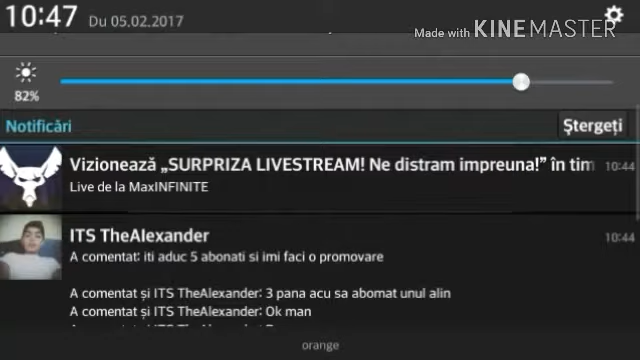 10:47 Du 05.02.2017
Made with KINEMASTER
82%
Notificări
Ștergeți
Vizionează „SURPRIZA LIVESTREAM! Ne distram impreuna!” în tim
10:44
Live de la MaxINFINITE
ITS TheAlexander
10:44
A comentat: iti aduc 5 abonati si imi faci o promovare
A comentat și ITS TheAlexander: 3 pana acu sa abomat unul alin
A comentat și ITS TheAlexander: Ok man
orange